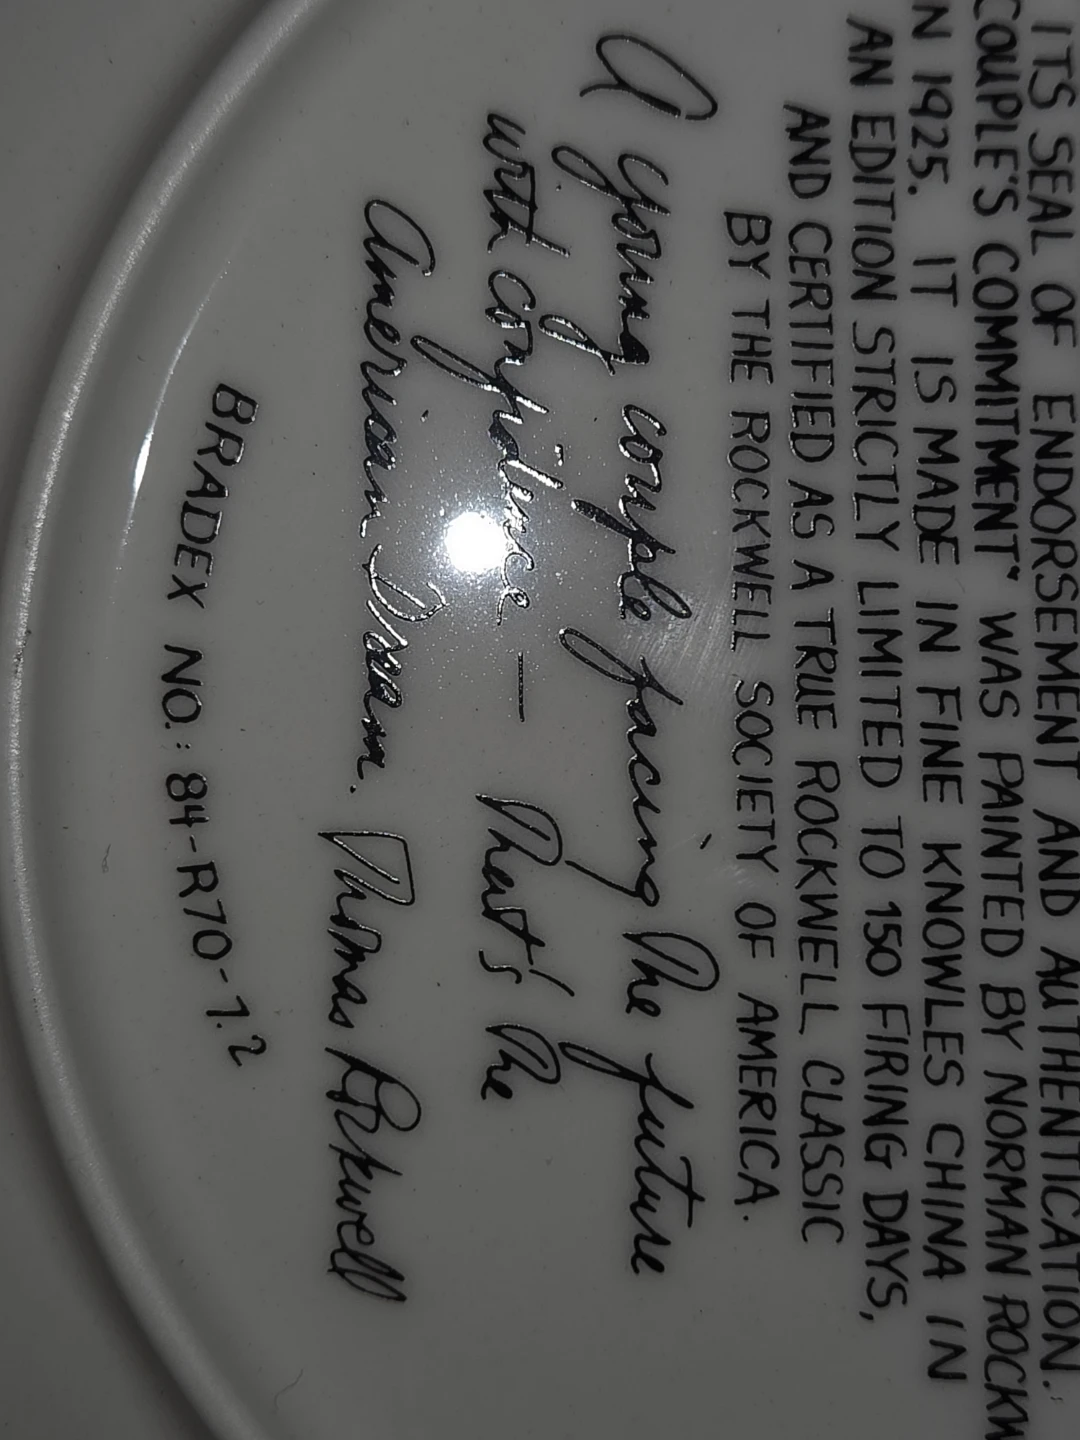 ITS SEAL OF ENDORSEMENT AND AUTHENTICATION.
COUPLE'S COMMITMENT" WAS PAINTED BY NORMAN ROCKW
N 1925. IT IS MADE IN FINE KNOWLES CHINA IN
AN EDITION STRICTLY LIMITED TO 150 FIRING DAYS,
AND CERTIFIED AS A TRUE ROCKWELL CLASSIC
BY THE ROCKWELL SOCIETY OF AMERICA.
A young couple facing the future
with confidence — that's the
American Dream. Thomas Rockwell
BRADEX NO.: 84-R70-1.2